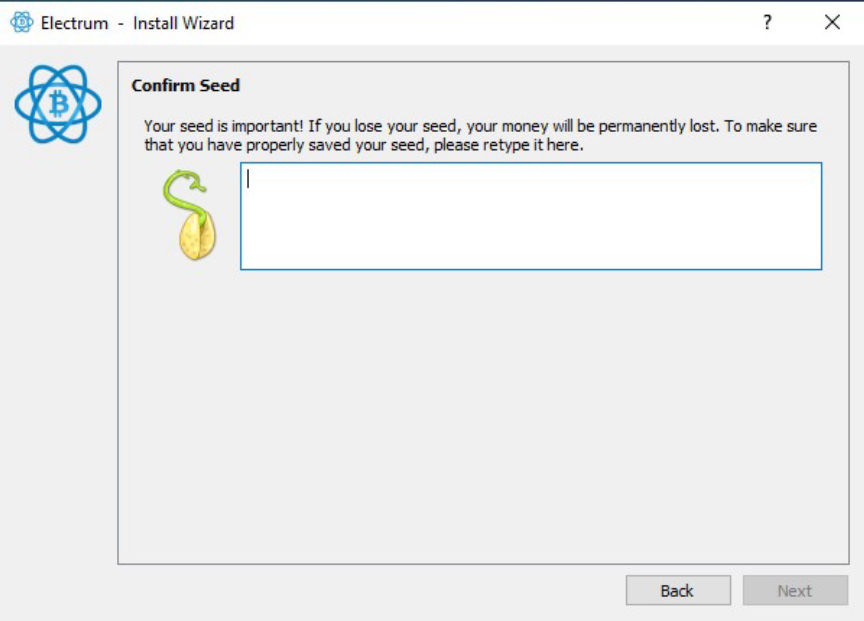 Electrum - Install Wizard
?
Confirm Seed
Your seed is important! If you lose your seed, your money will be permanently lost. To make sure
that you have properly saved your seed, please retype it here.
Back
Next